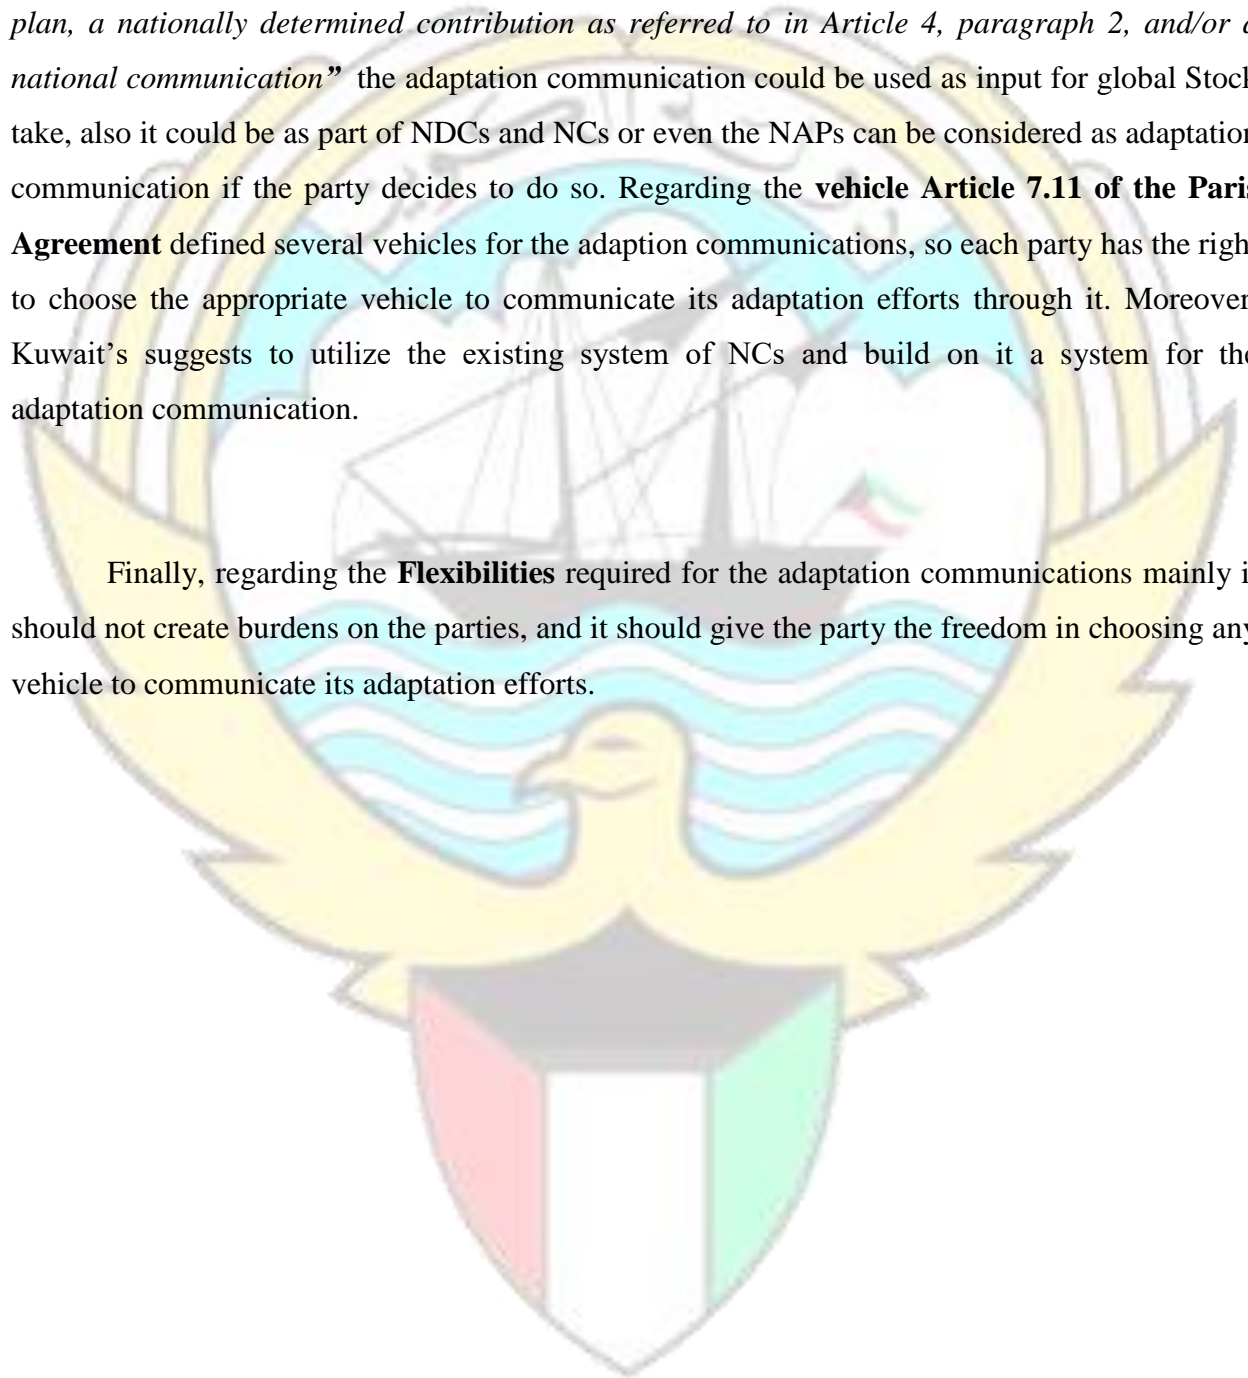 plan, a nationally determined contribution as referred to in Article 4, paragraph 2, and/or a
national communication” the adaptation communication could be used as input for global Stock
take, also it could be as part of NDCs and NCs or even the NAPs can be considered as adaptation
communication if the party decides to do so. Regarding the vehicle Article 7.11 of the Paris
Agreement defined several vehicles for the adaption communications, so each party has the righ
to choose the appropriate vehicle to communicate its adaptation efforts through it. Moreover
Kuwait’s suggests to utilize the existing system of NCs and build on it a system for the
adaptation communication.
Finally, regarding the Flexibilities required for the adaptation communications mainly i
should not create burdens on the parties, and it should give the party the freedom in choosing any
vehicle to communicate its adaptation efforts.